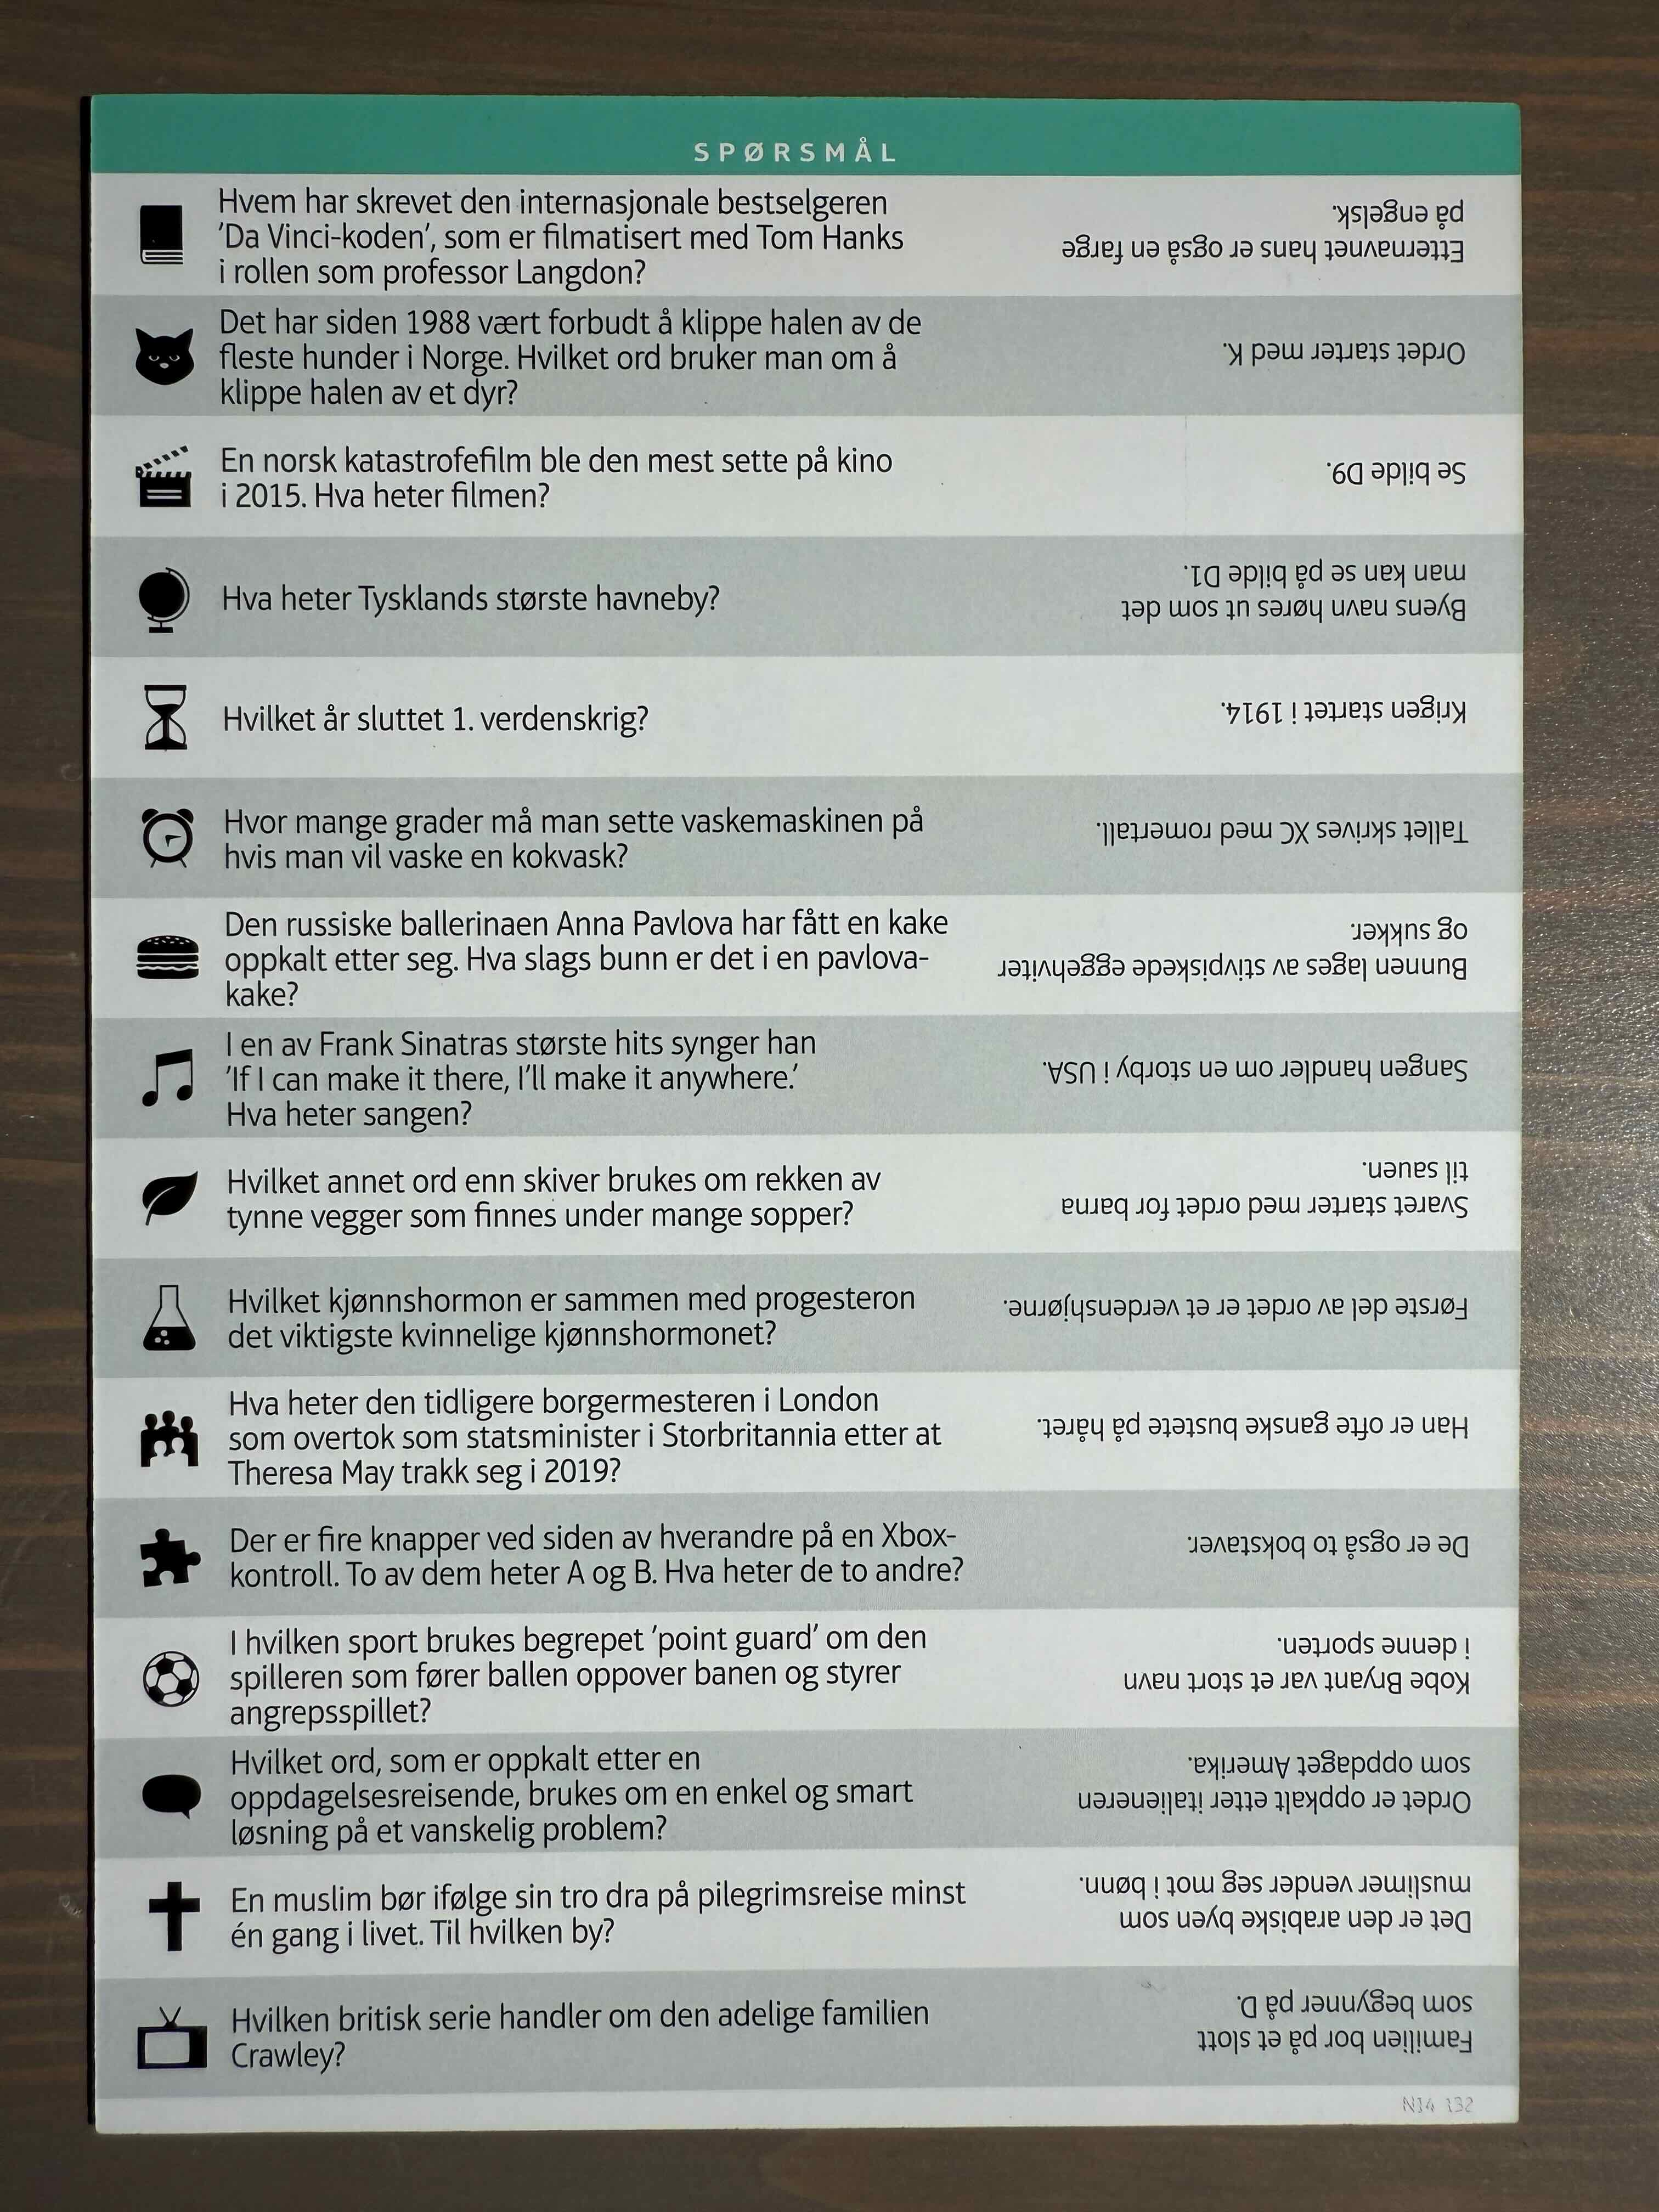 SPØRSMÅL
Hvem har skrevet den internasjonale bestselgeren
'Da Vinci-koden', som er filmatisert med Tom Hanks
i rollen som professor Langdon?
Etternavnet hans er også en farge
på engelsk.
Det har siden 1988 vært forbudt å klippe halen av de
fleste hunder i Norge. Hvilket ord bruker man om å
klippe halen av et dyr?
Ordet starter med K.
En norsk katastrofefilm ble den mest sette på kino
i 2015. Hva heter filmen?
Se bilde D9.
Hva heter Tysklands største havneby?
Byens navn høres ut som det
man kan se på bilde D1.
Hvilket år sluttet 1. verdenskrig?
Krigen startet i 1914.
Hvor mange grader må man sette vaskemaskinen på
hvis man vil vaske en kokvask?
Tallet skrives XC med romertall.
Den russiske ballerinaen Anna Pavlova har fått en kake
oppkalt etter seg. Hva slags bunn er det i en pavlova-
kake?
Bunnen lages av stivpiskede eggehviter
og sukker.
I en av Frank Sinatras største hits synger han
'If I can make it there, I'll make it anywhere.'
Hva heter sangen?
Sangen handler om en storby i USA.
Hvilket annet ord enn skiver brukes om rekken av
tynne vegger som finnes under mange sopper?
Svaret starter med ordet for barna
til sauen.
Hvilket kjønnshormon er sammen med progesteron
det viktigste kvinnelige kjønnshormonet?
Første del av ordet er et verdenshjørne.
Hva heter den tidligere borgermesteren i London
som overtok som statsminister i Storbritannia etter at
Theresa May trakk seg i 2019?
Han er ofte ganske bustete på håret.
Der er fire knapper ved siden av hverandre på en Xbox-
kontroll. To av dem heter A og B. Hva heter de to andre?
De er også to bokstaver.
I hvilken sport brukes begrepet 'point guard' om den
spilleren som fører ballen oppover banen og styrer
angrepsspillet?
Kobe Bryant var et stort navn
i denne sporten.
Hvilket ord, som er oppkalt etter en
oppdagelsesreisende, brukes om en enkel og smart
løsning på et vanskelig problem?
Ordet er oppkalt etter italieneren
som oppdaget Amerika.
En muslim bør ifølge sin tro dra på pilegrimsreise minst
én gang i livet. Til hvilken by?
Det er den arabiske byen som
muslimer vender seg mot i bønn.
Hvilken britisk serie handler om den adelige familien
Crawley?
Familien bor på et slott
som begynner på D.
N14 132